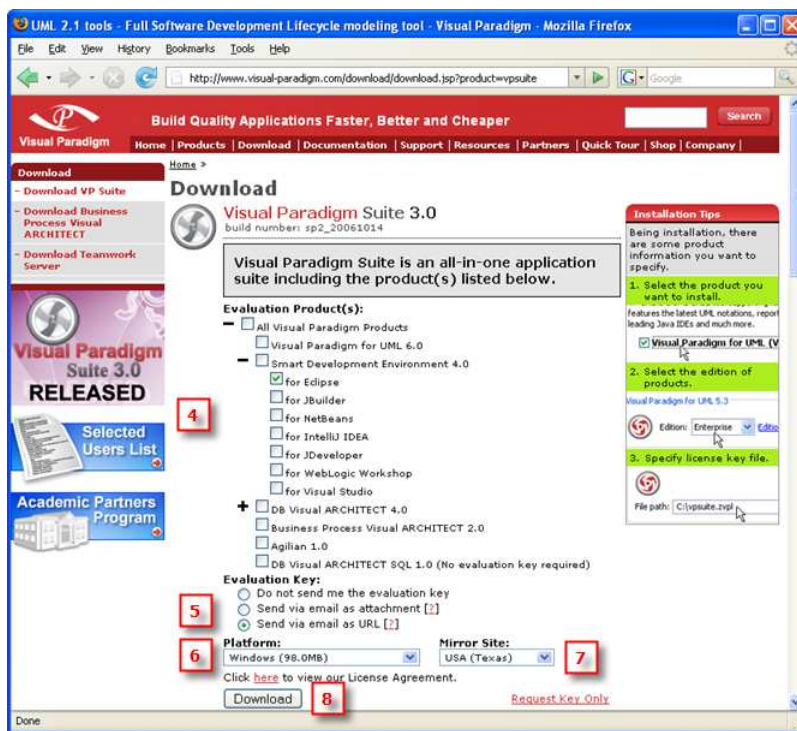 UML 2.1 tools - Full Software Development Lifecycle modeling tool - Visual Paradigm - Mozilla Firefox
File Edit View History Bookmarks Tools Help
http://www.visual-paradigm.com/download/download.jsp?product=vpsuite
G Google
Visual Paradigm
Build Quality Applications Faster, Better and Cheaper
Search
Home | Products | Download | Documentation | Support | Resources | Partners | Quick Tour | Shop | Company |
Download
- Download VP Suite
- Download Business
Process Visual
ARCHITECT
- Download Teamwork
Server
Visual Paradigm
Suite 3.0
RELEASED
Selected
Users List
Academic Partners
Program
Home >
Download
Visual Paradigm Suite 3.0
build number: sp2_20061014
Visual Paradigm Suite is an all-in-one application
suite including the product(s) listed below.
Evaluation Product(s):
All Visual Paradigm Products
Visual Paradigm for UML 6.0
Smart Development Environment 4.0
for Eclipse
for JBuilder
4
for NetBeans
for IntelliJ IDEA
for JDeveloper
for WebLogic Workshop
for Visual Studio
DB Visual ARCHITECT 4.0
Business Process Visual ARCHITECT 2.0
Agilian 1.0
DB Visual ARCHITECT SQL 1.0 (No evaluation key required)
Evaluation Key:
Do not send me the evaluation key
5
Send via email as attachment [?]
Send via email as URL [?]
Platform: Mirror Site:
6
Windows (98.0MB) USA (Texas)
7
Click here to view our License Agreement.
Download
8
Request Key Only
Installation Tips
Being installation, there
are some product
information you want to
specify.
1. Select the product you
want to install.
features the latest UML notations, report
leading Java IDEs and much more.
Visual Paradigm for UML (V
2. Select the edition of
products.
Visual Paradigm for UML 5.3
Edition: Enterprise Editio
3. Specify license key file.
File path: C:\vpsuite.zvpl
Done